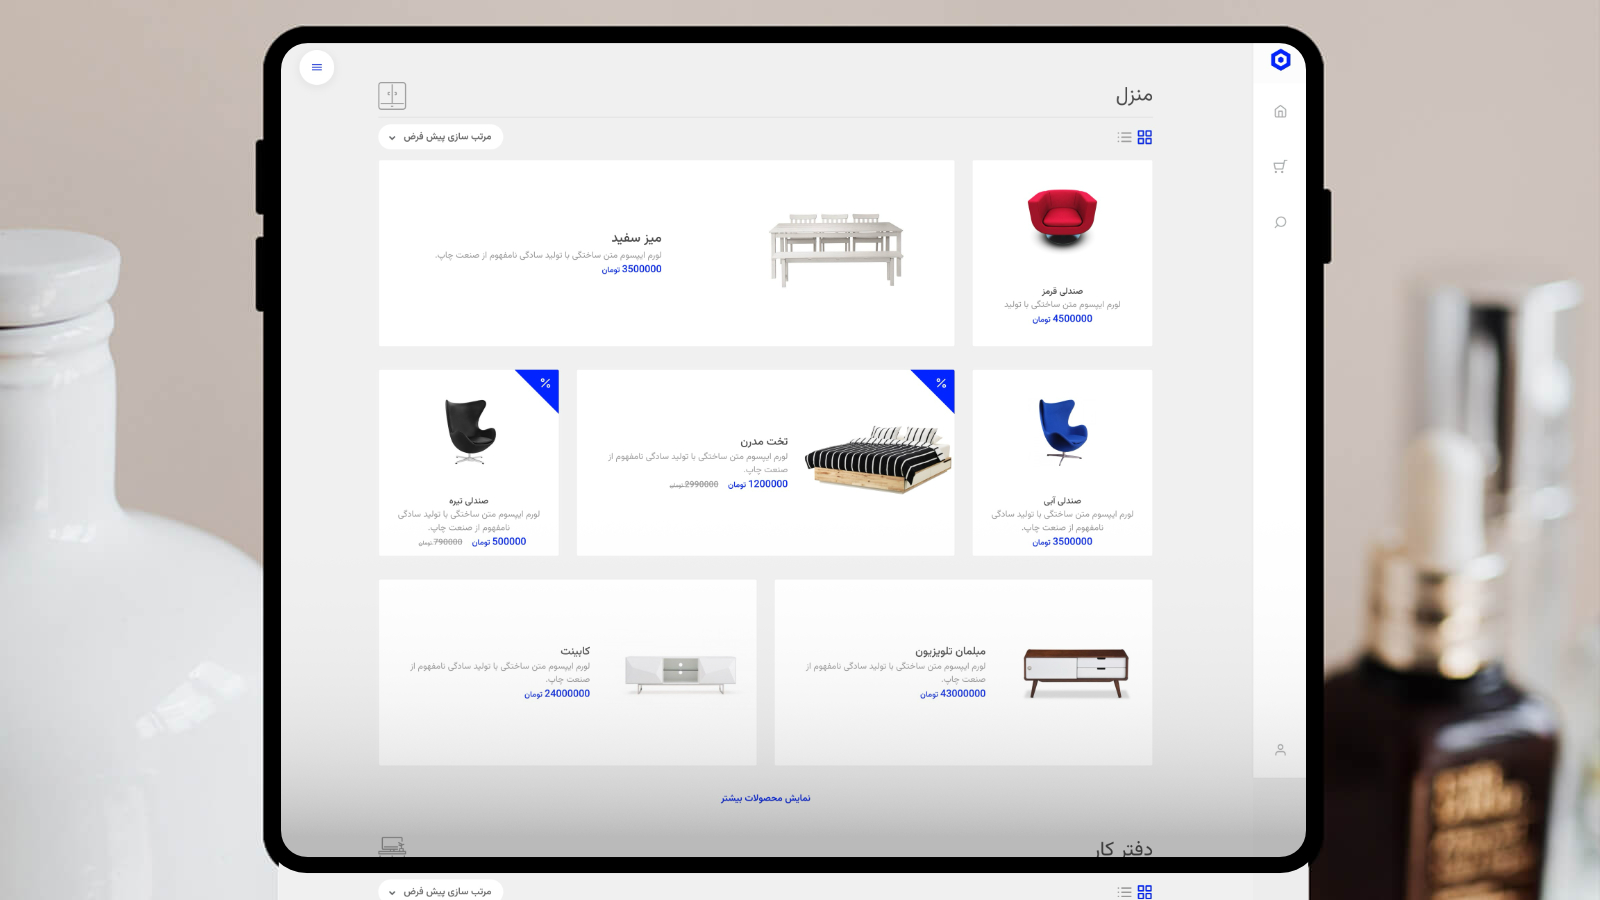 منزل
مرتب سازی پیش فرض
صندلی قرمز
لورم ایپسوم متن ساختگی با تولید
4500000 تومان
میز سفید
لورم ایپسوم متن ساختگی با تولید سادگی نامفهوم از صنعت چاپ.
3500000 تومان
صندلی آبی
لورم ایپسوم متن ساختگی با تولید سادگی
نامفهوم از صنعت چاپ.
3500000 تومان
%
تخت مدرن
لورم ایپسوم متن ساختگی با تولید سادگی نامفهوم از
صنعت چاپ.
1200000 تومان 2990000 تومان
%
صندلی تیره
لورم ایپسوم متن ساختگی با تولید سادگی
نامفهوم از صنعت چاپ.
500000 تومان 790000 تومان
مبلمان تلویزیون
لورم ایپسوم متن ساختگی با تولید سادگی نامفهوم از
صنعت چاپ.
43000000 تومان
کابینت
لورم ایپسوم متن ساختگی با تولید سادگی نامفهوم از
صنعت چاپ.
24000000 تومان
نمایش محصولات بیشتر
دفتر کار
مرتب سازی پیش فرض